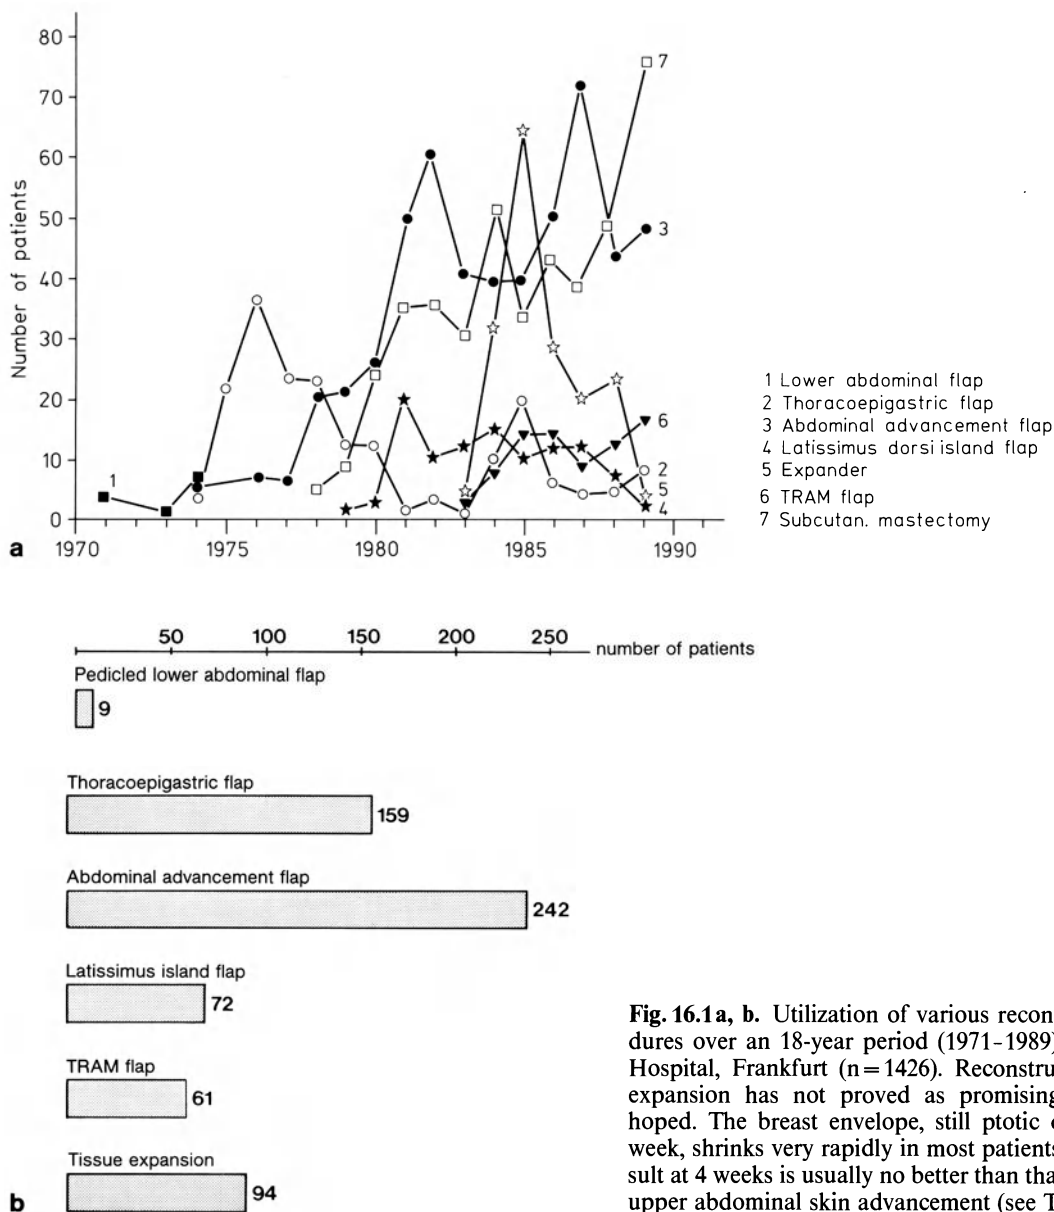 80
70
60
50
40
30
20
10
0
Number of patients
1
7
3
6
2
5
4
1970 1975 1980 1985 1990
a
1 Lower abdominal flap
2 Thoracoepigastric flap
3 Abdominal advancement flap
4 Latissimus dorsi island flap
5 Expander
6 TRAM flap
7 Subcutan. mastectomy
50 100 150 200 250 number of patients
Pedicled lower abdominal flap
9
Thoracoepigastric flap
159
Abdominal advancement flap
242
Latissimus island flap
72
TRAM flap
61
Tissue expansion
94
b
Fig. 16.1a, b. Utilization of various recon
dures over an 18-year period (1971-1989)
Hospital, Frankfurt (n=1426). Reconstru
expansion has not proved as promising
hoped. The breast envelope, still ptotic
week, shrinks very rapidly in most patients
sult at 4 weeks is usually no better than tha
upper abdominal skin advancement (see T